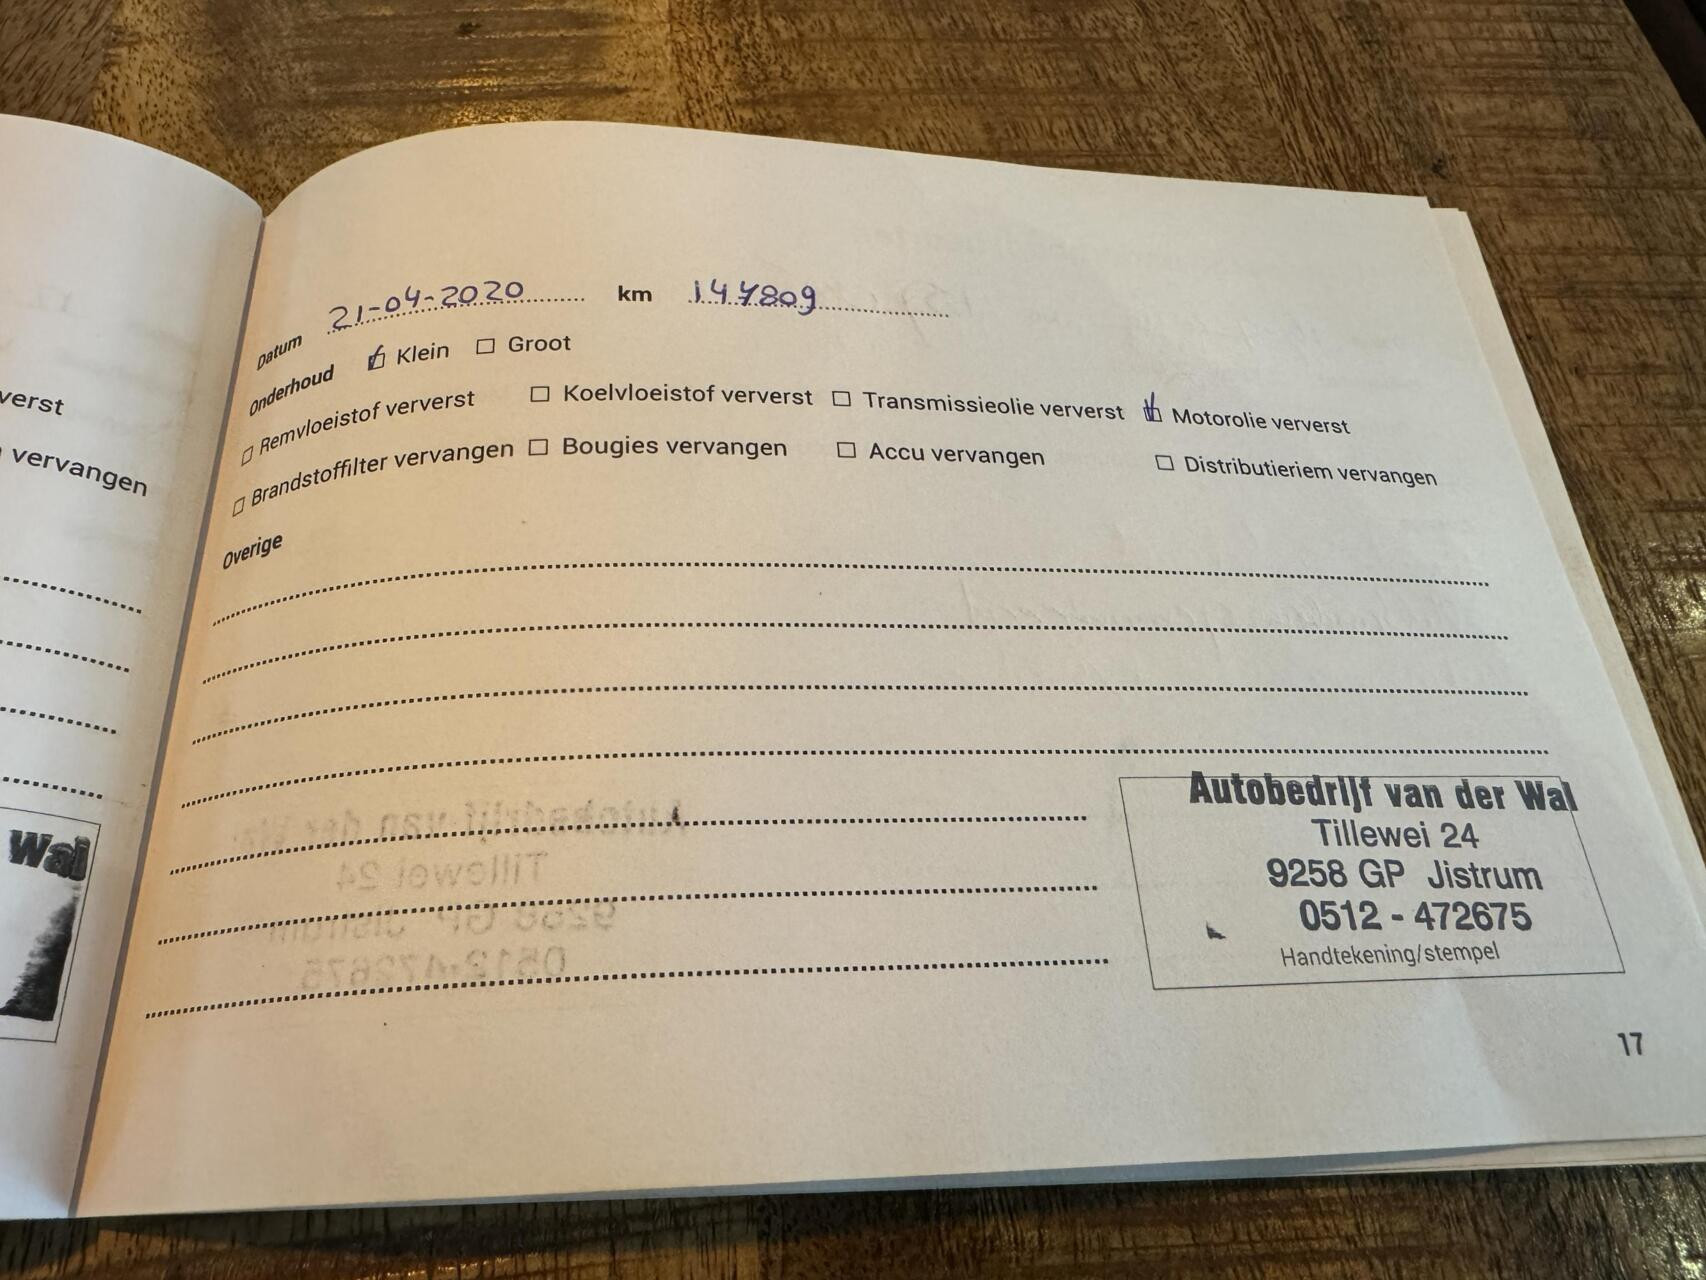 Datum 21-04-2020 km 147809
Onderhoud Klein Groot
Remvloeistof ververst Koelvloeistof ververst Transmissieolie ververst Motorolie ververst
Brandstoffilter vervangen Bougies vervangen Accu vervangen Distributieriem vervangen
Overige
Autobedrijf van der Wal
Tillewei 24
9258 GP Jistrum
0512 - 472675
Handtekening/stempel
17
verst
vervangen
Wal